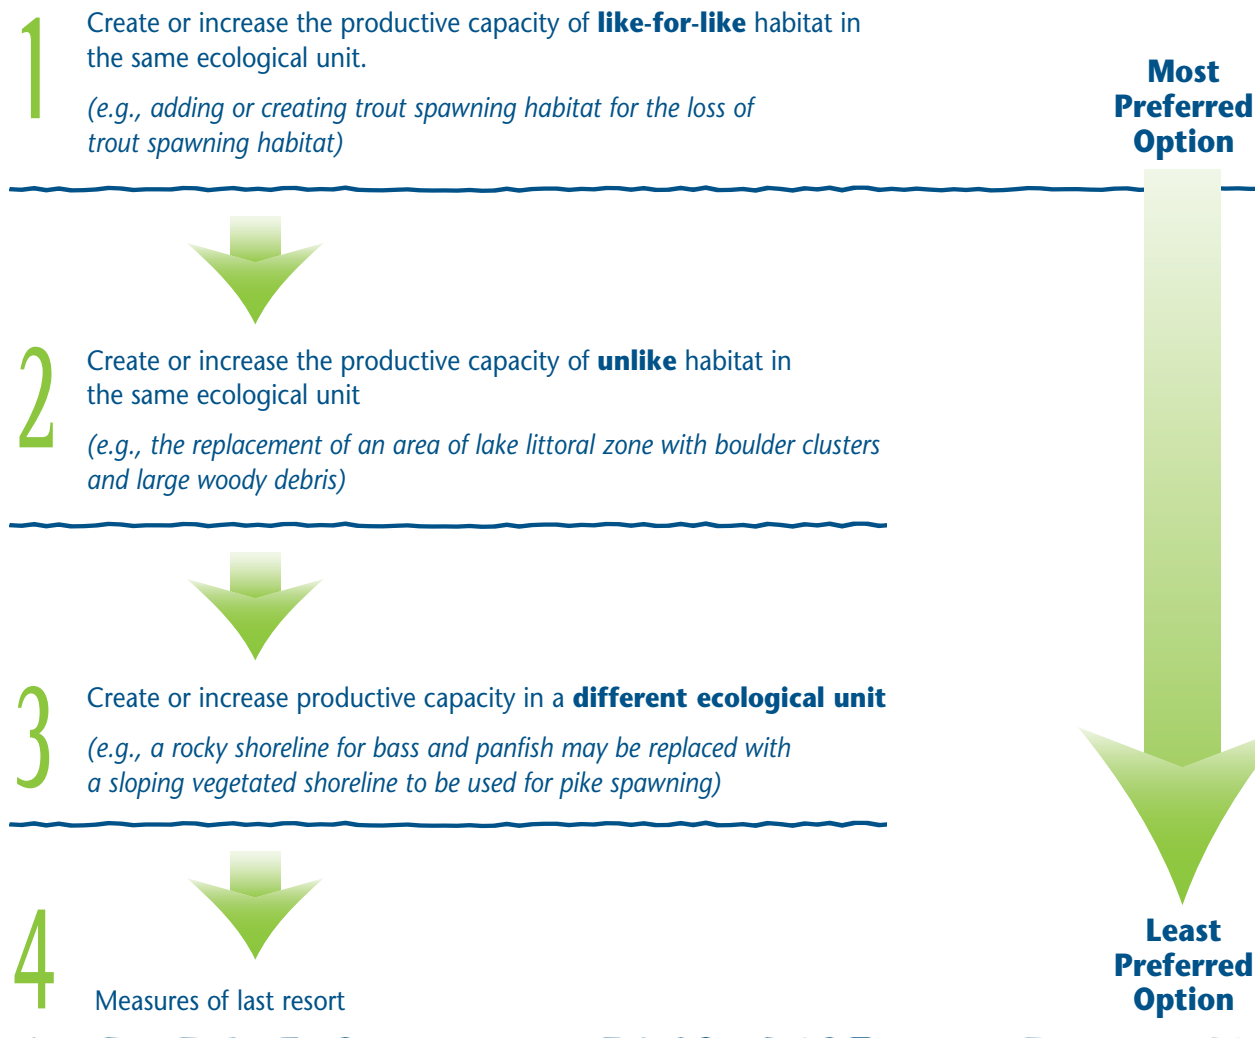 1
Create or increase the productive capacity of like-for-like habitat in
the same ecological unit.
(e.g., adding or creating trout spawning habitat for the loss of
trout spawning habitat)
Most
Preferred
Option
2
Create or increase the productive capacity of unlike habitat in
the same ecological unit
(e.g., the replacement of an area of lake littoral zone with boulder clusters
and large woody debris)
3
Create or increase productive capacity in a different ecological unit
(e.g., a rocky shoreline for bass and panfish may be replaced with
a sloping vegetated shoreline to be used for pike spawning)
4
Measures of last resort
Least
Preferred
Option